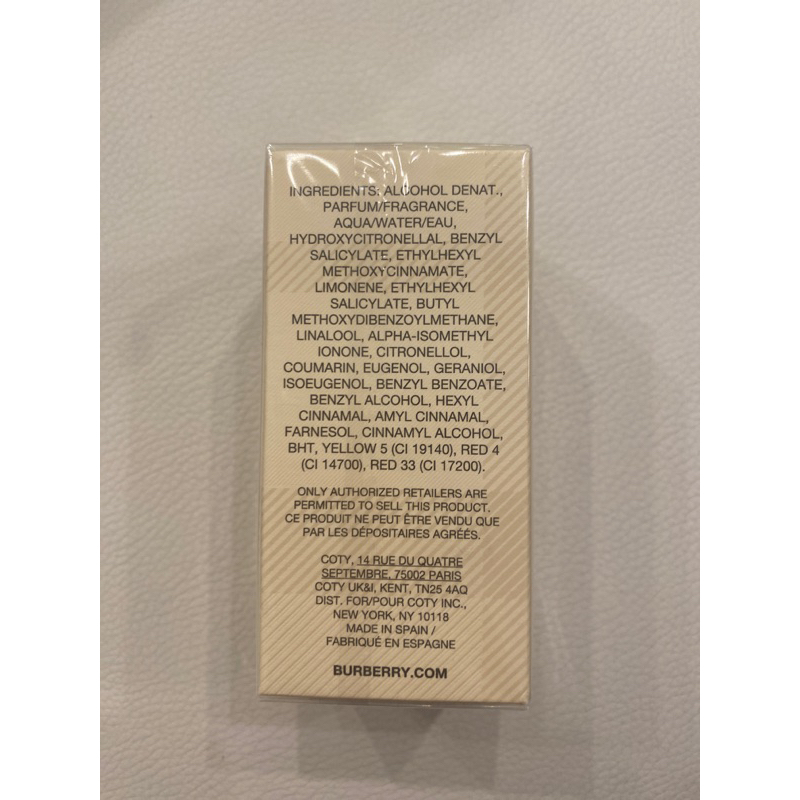 INGREDIENTS: ALCOHOL DENAT.,
PARFUM/FRAGRANCE,
AQUA/WATER/EAU,
HYDROXYCITRONELLAL, BENZYL
SALICYLATE, ETHYLHEXYL
METHOXYCINNAMATE,
LIMONENE, ETHYLHEXYL
SALICYLATE, BUTYL
METHOXYDIBENZOYLMETHANE,
LINALOOL, ALPHA-ISOMETHYL
IONONE, CITRONELLOL,
COUMARIN, EUGENOL, GERANIOL,
ISOEUGENOL, BENZYL BENZOATE,
BENZYL ALCOHOL, HEXYL
CINNAMAL, AMYL CINNAMAL,
FARNESOL, CINNAMYL ALCOHOL,
BHT, YELLOW 5 (CI 19140), RED 4
(CI 14700), RED 33 (CI 17200).
ONLY AUTHORIZED RETAILERS ARE
PERMITTED TO SELL THIS PRODUCT.
CE PRODUIT NE PEUT ÊTRE VENDU QUE
PAR LES DÉPOSITAIRES AGRÉÉS.
COTY, 14 RUE DU QUATRE
SEPTEMBRE, 75002 PARIS
COTY UK&I, KENT, TN25 4AQ
DIST. FOR/POUR COTY INC.,
NEW YORK, NY 10118
MADE IN SPAIN /
FABRIQUÉ EN ESPAGNE
BURBERRY.COM